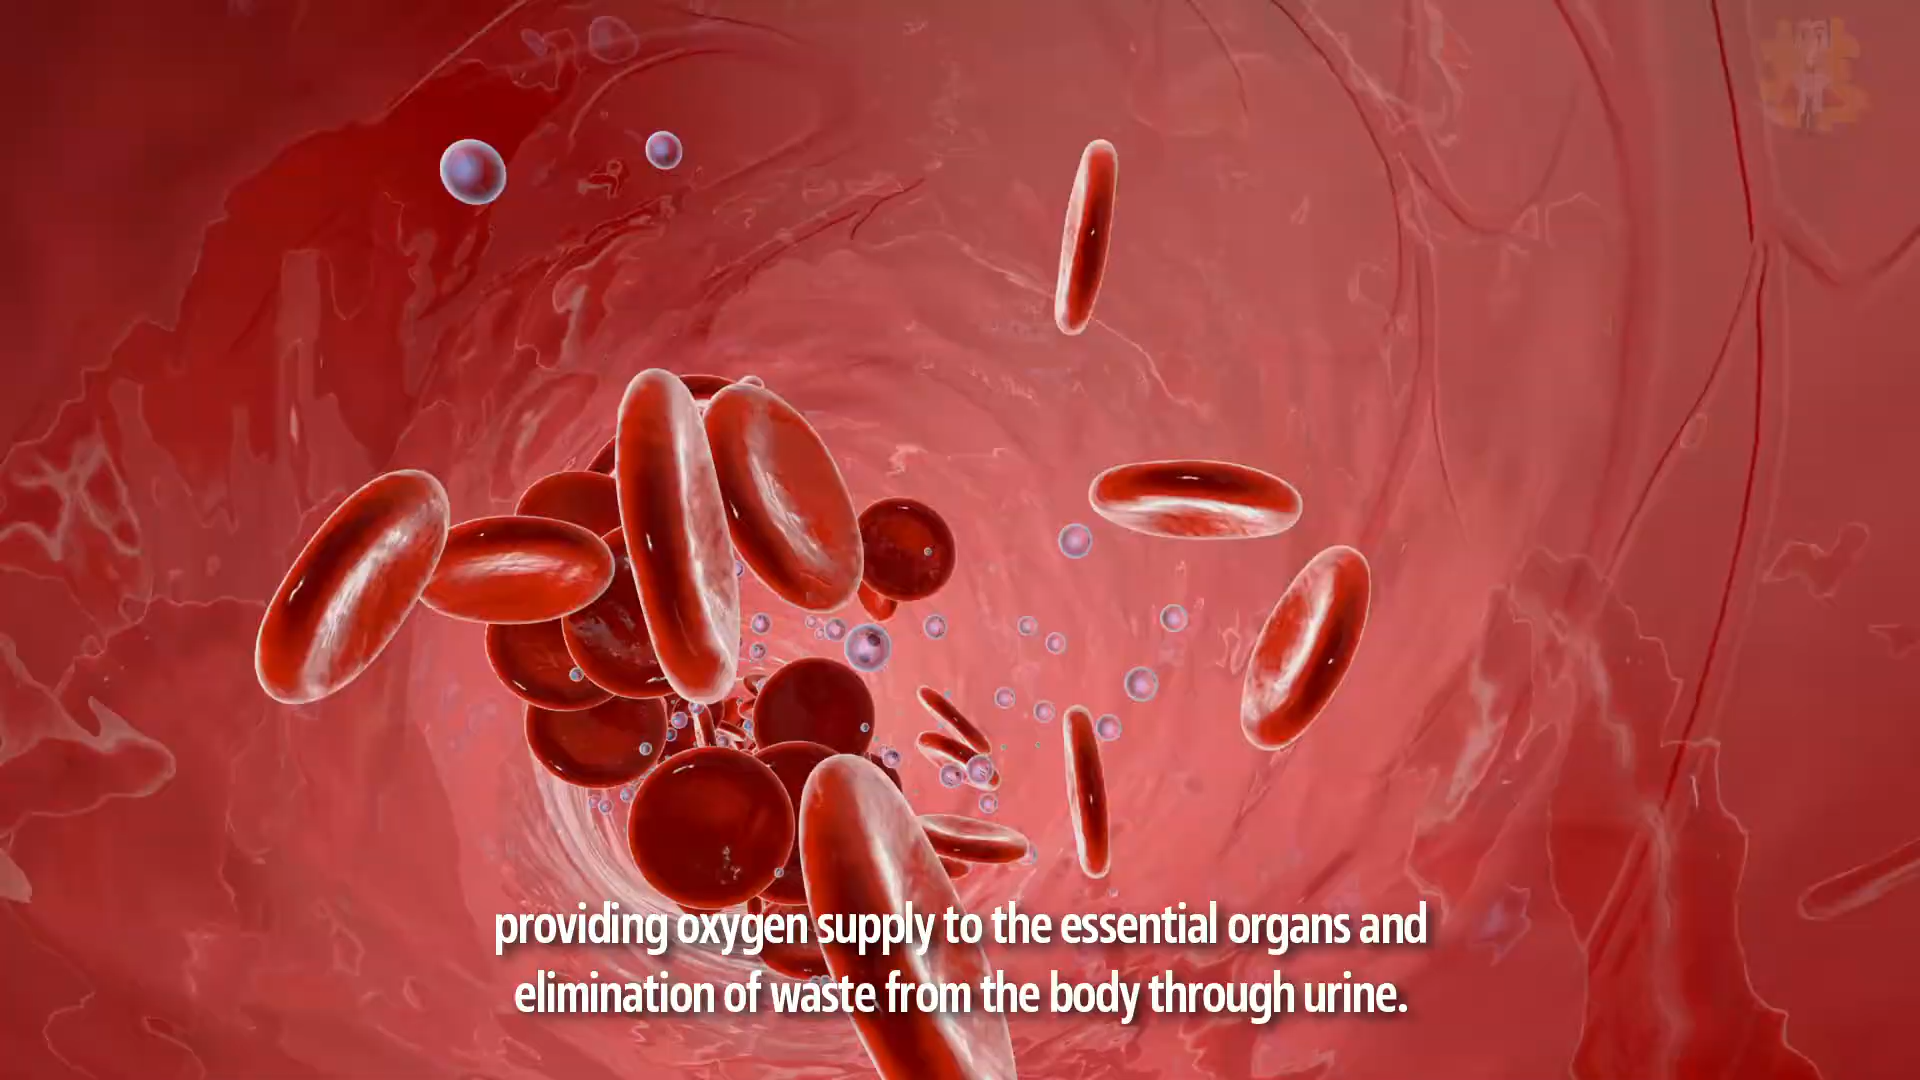 providing oxygen supply to the essential organs and
elimination of waste from the body through urine.